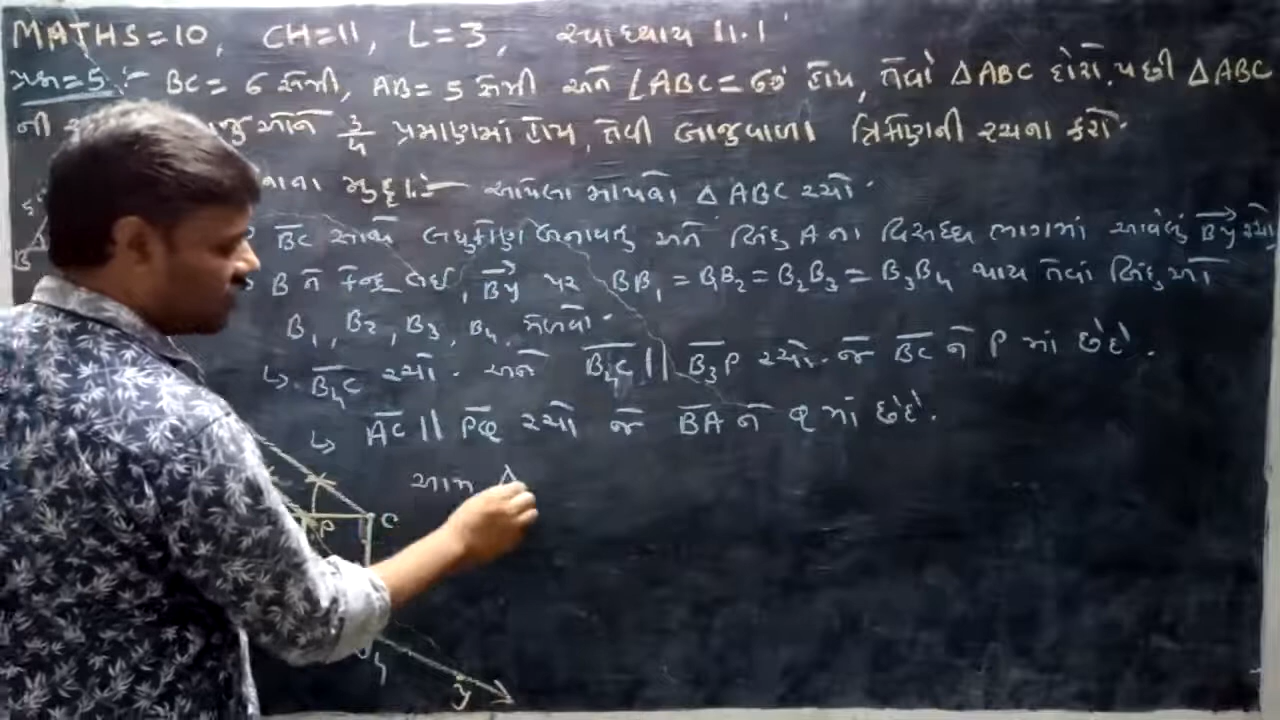 MATHS=10, CH=11, L=3, સ્વાધ્યાય 11.1
પ્રશ્ન=5 :- BC = 6 સેમી, AB = 5 સેમી અને ∠ABC = 60° હોય, તેવો △ABC દોરો. પછી △ABC
ની બાજુઓને 3/4 પ્રમાણમાં હોય, તેવી બાજુવાળા ત્રિકોણની રચના કરો.
મુદ્દા :- આપેલા માપવાળા △ABC રચો.
BC સાથે લઘુકોણ બનાવતું અને બિંદુ A ના વિરુદ્ધ ભાગમાં આવેલું By રચો
B ને કેન્દ્ર લઈ, By પર BB₁ = B₁B₂ = B₂B₃ = B₃B₄ થાય તેવાં બિંદુઓ
B₁, B₂, B₃, B₄ મેળવો.
↳. B₄C રચો. અને B₄C || B₃P રચો. જે BC ને P માં છેદે.
↳ AC || PQ રચો જે BA ને Q માં છેદે.
આમ △
5
B
P
C
4
y